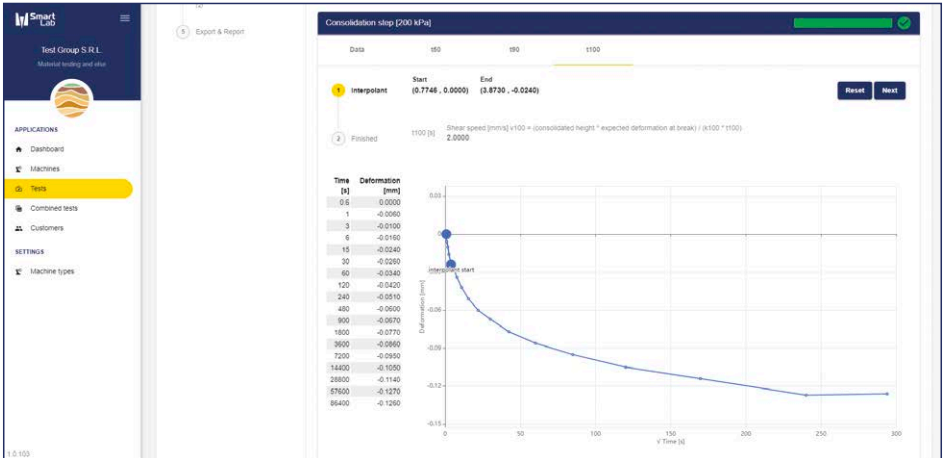 Smart
Lab
Test Group S.R.L.
Material testing and else
APPLICATIONS
Dashboard
Machines
Tests
Combined tests
Customers
SETTINGS
Machine types
1.0.103
5 Export & Report
Consolidation step [200 kPa]
Data t50 t90 t100
Start End
1 Interpolant (0.7746 , 0.0000) (3.8730 , -0.0240) Reset Next
2 Finished t100 [s] Shear speed [mm/s] v100 = (consolidated height * expected deformation at break) / (k100 * t100)
2.0000
Time Deformation
[s] [mm]
0.6 0.0000
1 -0.0060
3 -0.0100
6 -0.0160
15 -0.0240
30 -0.0260
60 -0.0340
120 -0.0420
240 -0.0510
480 -0.0600
900 -0.0670
1800 -0.0770
3600 -0.0860
7200 -0.0950
14400 -0.1050
28800 -0.1140
57600 -0.1270
86400 -0.1260
0.03
0
interpolant start
-0.06
-0.09
-0.12
-0.15
Deformation [mm]
0 50 100 150 200 250 300
√ Time [s]